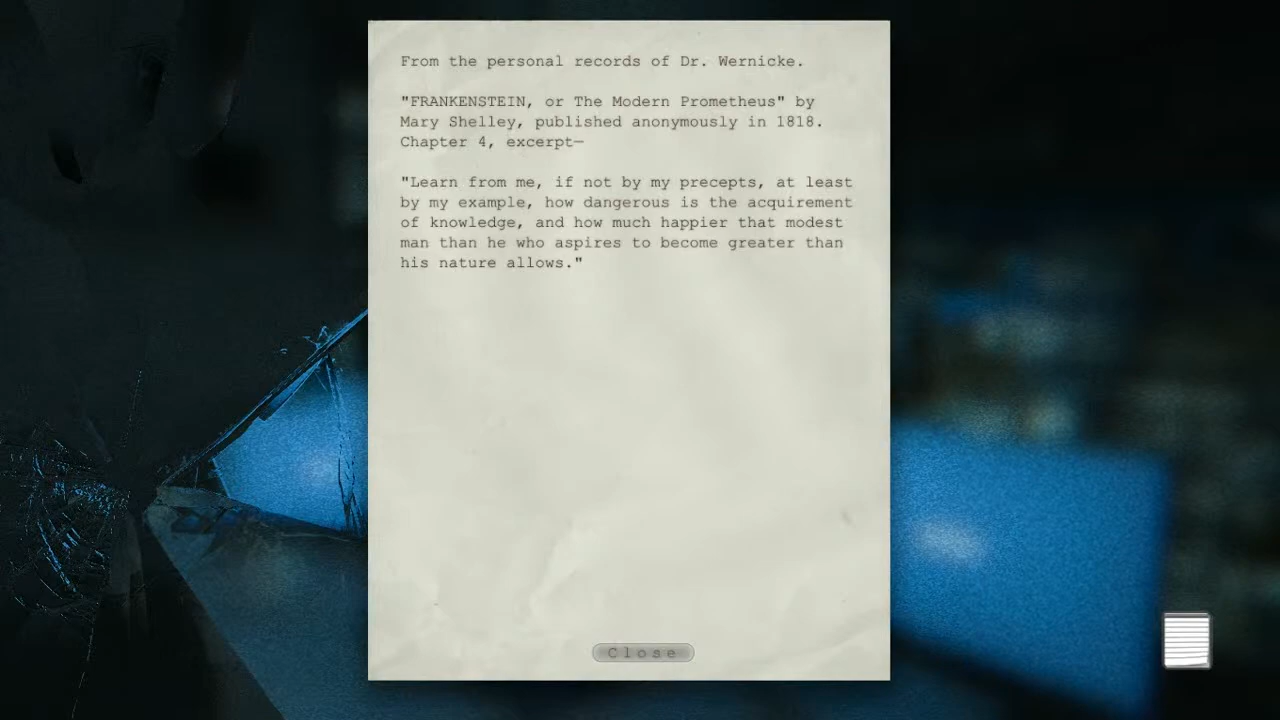 From the personal records of Dr. Wernicke.
"FRANKENSTEIN, or The Modern Prometheus" by
Mary Shelley, published anonymously in 1818.
Chapter 4, excerpt—
"Learn from me, if not by my precepts, at least
by my example, how dangerous is the acquirement
of knowledge, and how much happier that modest
man than he who aspires to become greater than
his nature allows."
Close